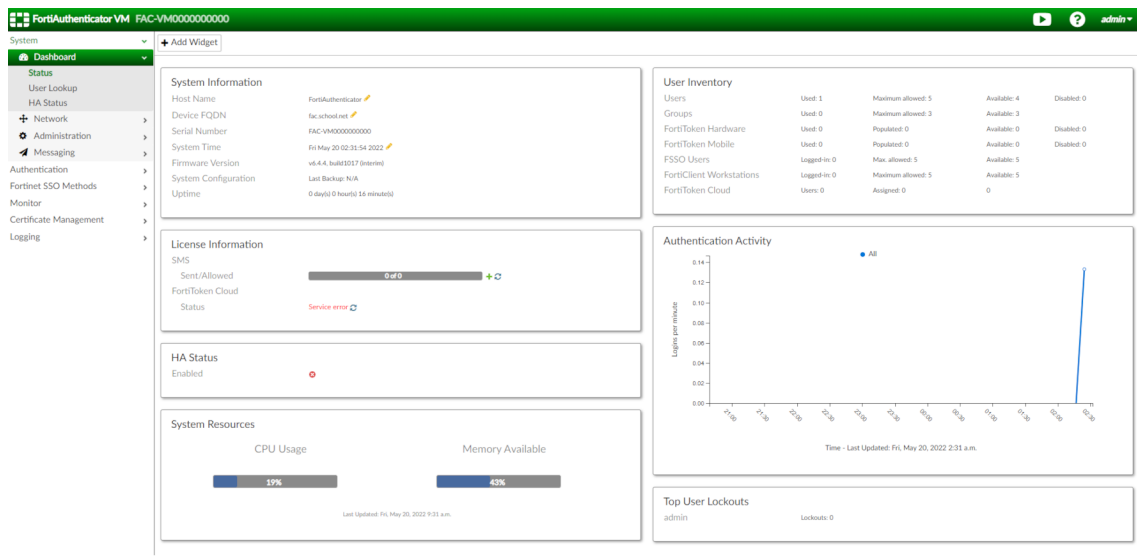 FortiAuthenticator VM FAC-VM0000000000
admin
System
Dashboard
Status
User Lookup
HA Status
Network
Administration
Messaging
Authentication
Fortinet SSO Methods
Monitor
Certificate Management
Logging
+ Add Widget
System Information
Host Name FortiAuthenticator
Device FQDN fac.school.net
Serial Number FAC-VM0000000000
System Time Fri May 20 02:31:54 2022
Firmware Version v6.4.4, build1017 (interim)
System Configuration Last Backup: N/A
Uptime 0 day(s) 0 hour(s) 16 minute(s)
License Information
SMS
Sent/Allowed 0 of 0
FortiToken Cloud
Status Service error
HA Status
Enabled
System Resources
CPU Usage Memory Available
19% 43%
Last Updated: Fri, May 20, 2022 9:31 a.m.
User Inventory
Users Used: 1 Maximum allowed: 5 Available: 4 Disabled: 0
Groups Used: 0 Maximum allowed: 3 Available: 3
FortiToken Hardware Used: 0 Populated: 0 Available: 0 Disabled: 0
FortiToken Mobile Used: 0 Populated: 0 Available: 0 Disabled: 0
FSSO Users Logged-in: 0 Max. allowed: 5 Available: 5
FortiClient Workstations Logged-in: 0 Maximum allowed: 5 Available: 5
FortiToken Cloud Users: 0 Assigned: 0 0
Authentication Activity
All
0.14
0.12
0.10
0.08
0.06
0.04
0.02
0.00
Logins per minute
21:00 21:30 22:00 22:30 23:00 23:30 00:00 00:30 01:00 01:30 02:00 02:30
Time - Last Updated: Fri, May 20, 2022 2:31 a.m.
Top User Lockouts
admin Lockouts: 0